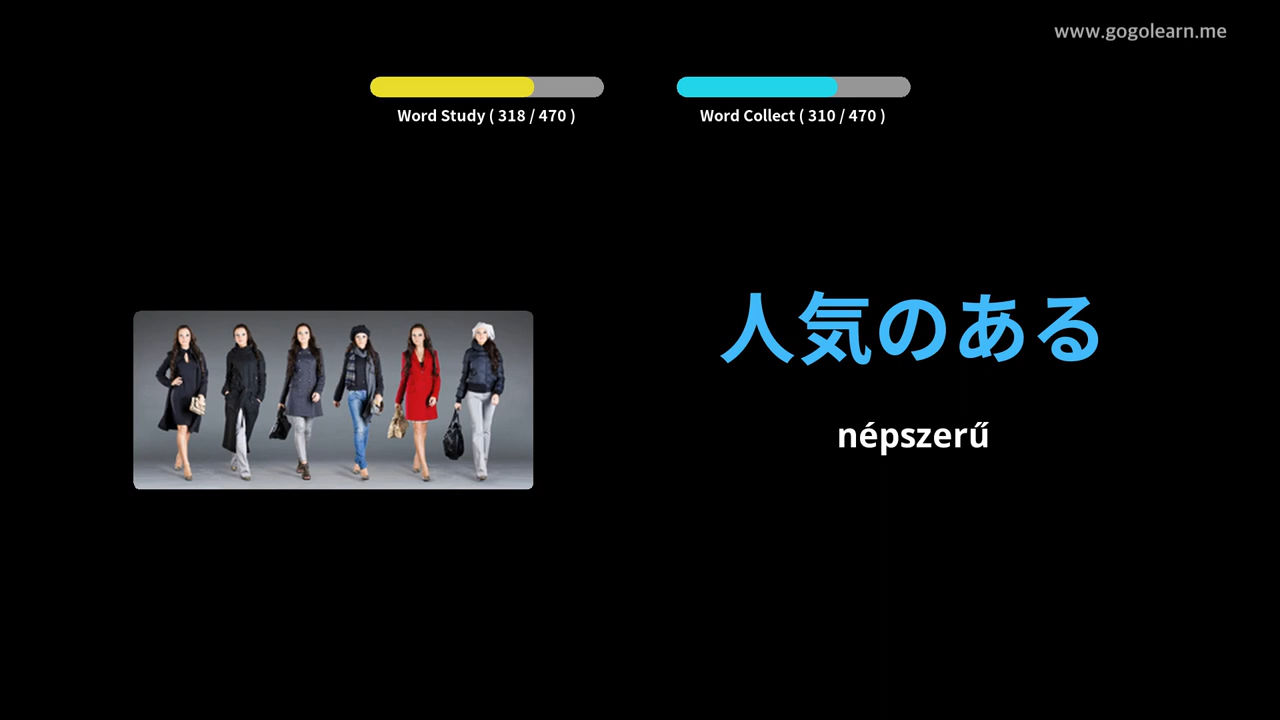 www.gogolearn.me
Word Study ( 318 / 470 )
Word Collect ( 310 / 470 )
人気のある
népszerű